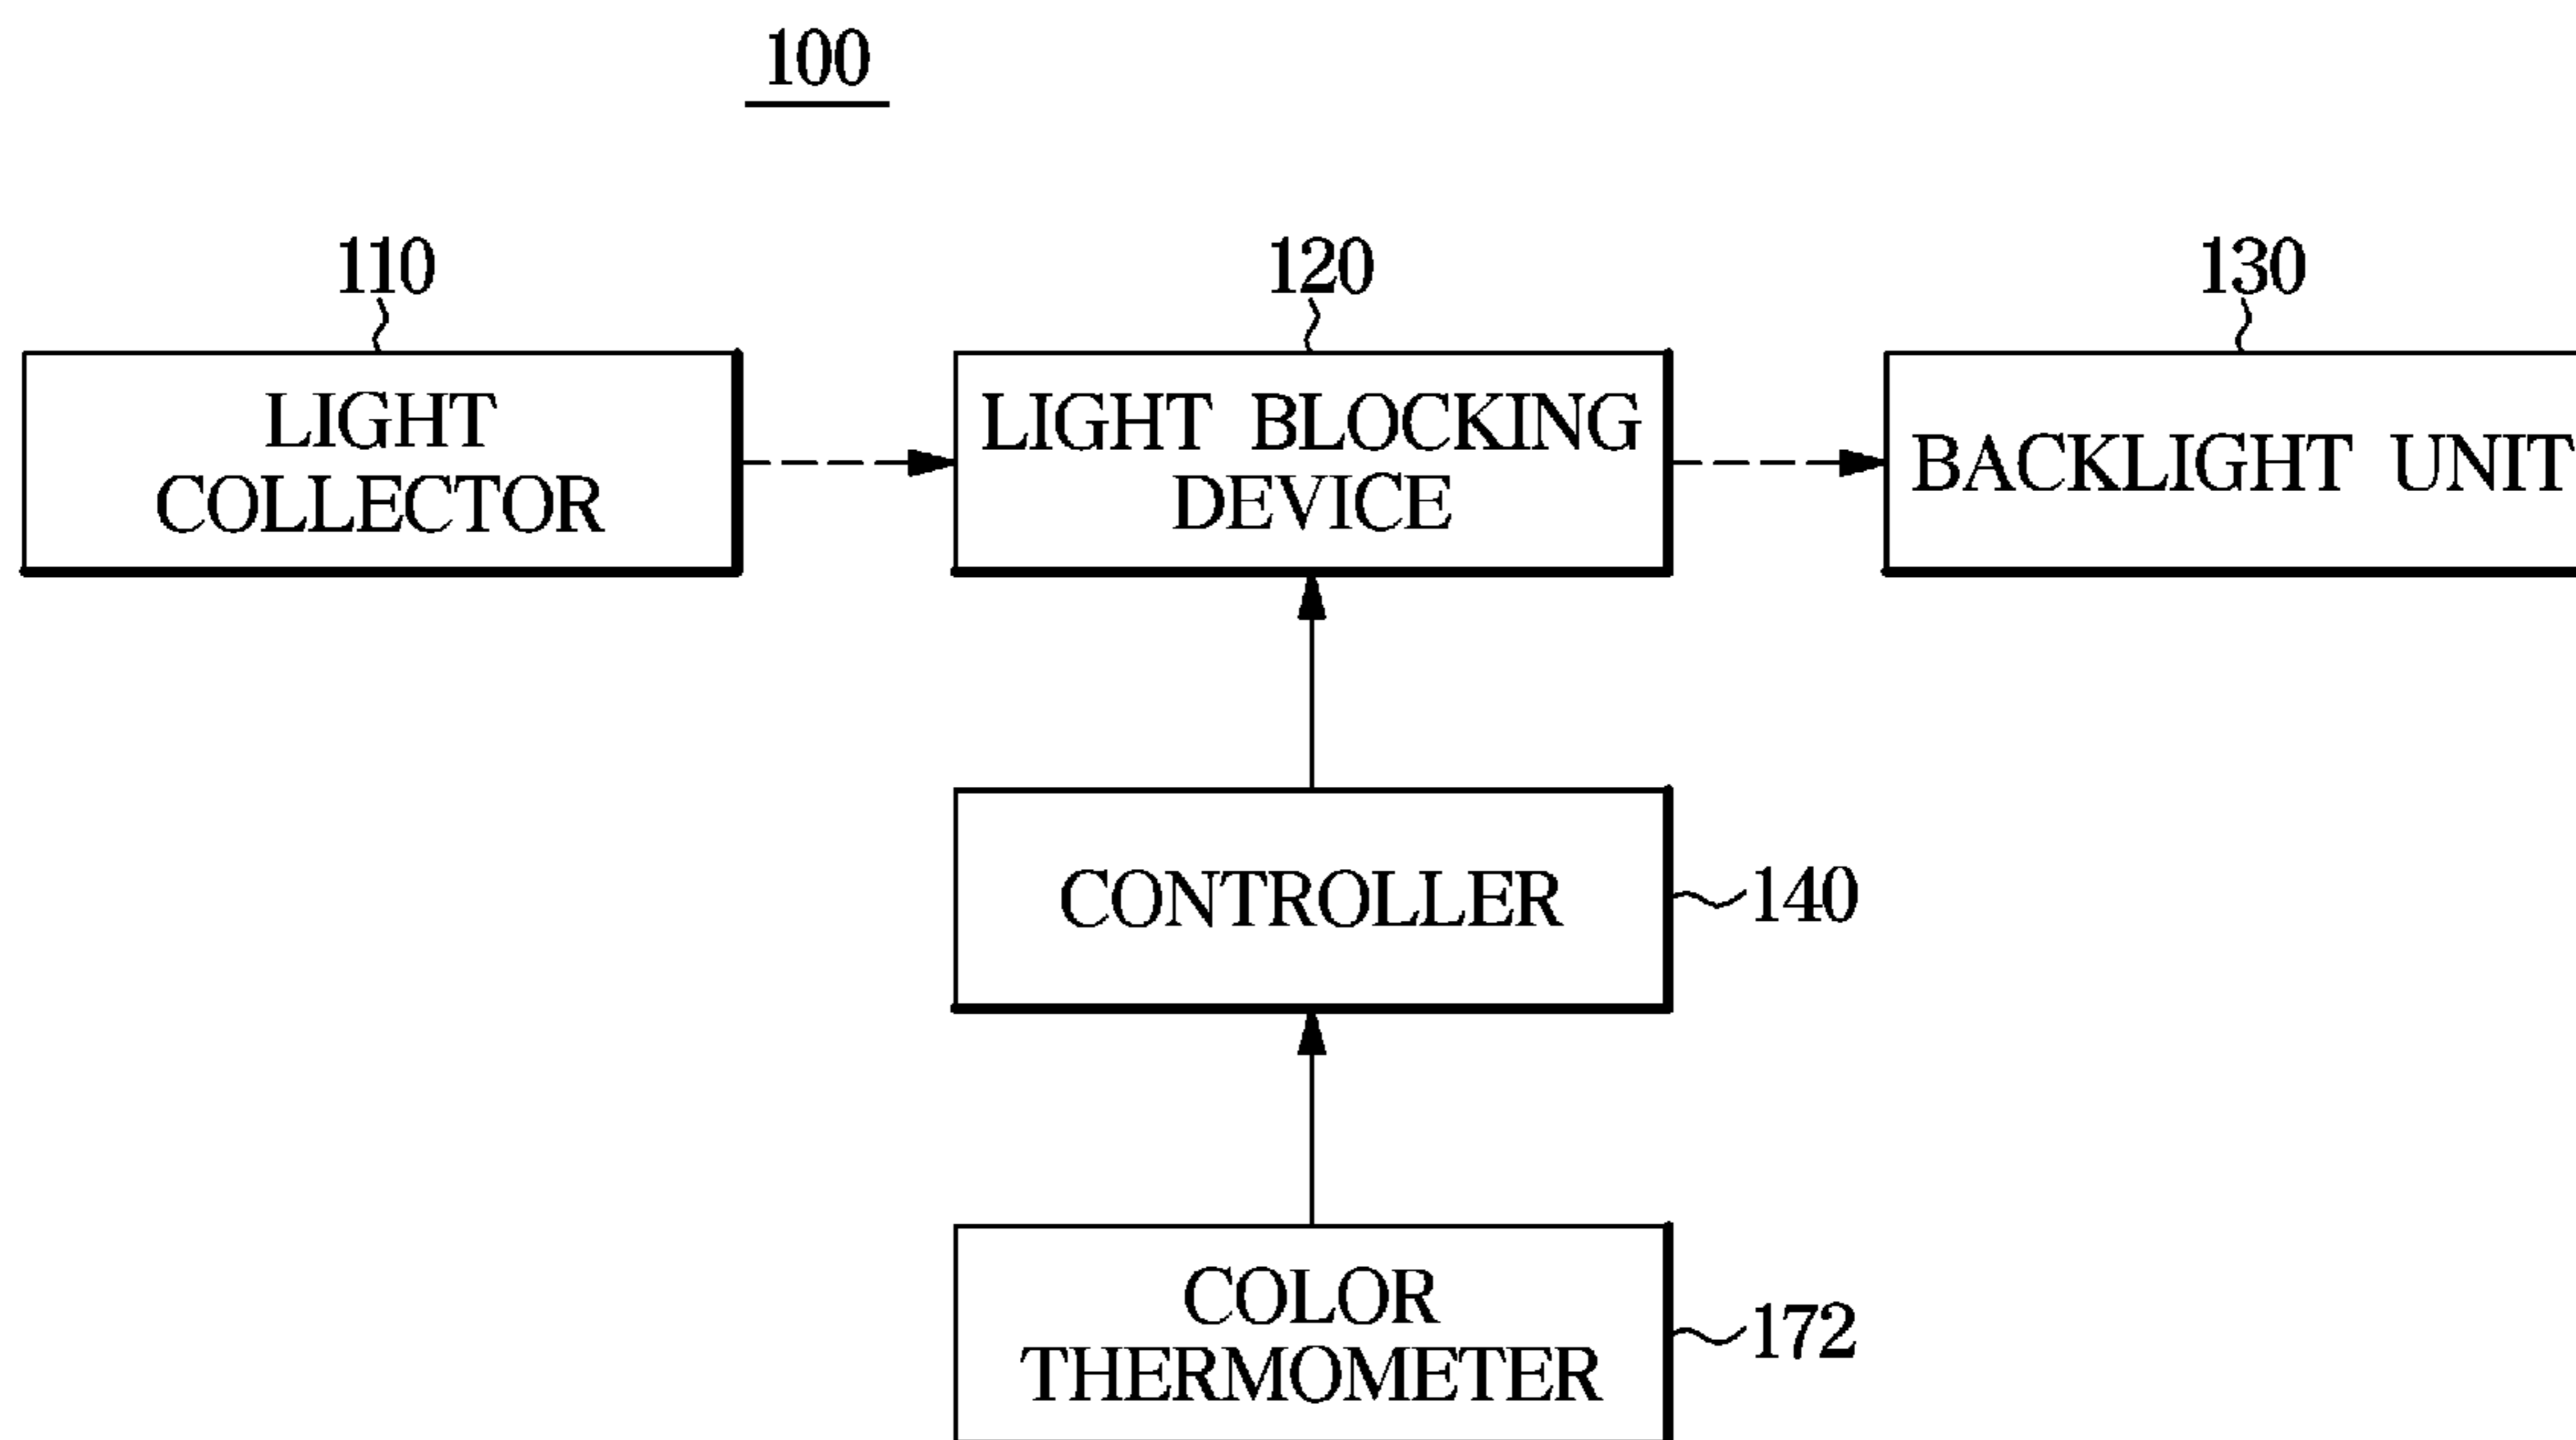 100
110
120
130
LIGHT
COLLECTOR
LIGHT BLOCKING
DEVICE
BACKLIGHT UNIT
CONTROLLER
140
COLOR
THERMOMETER
172